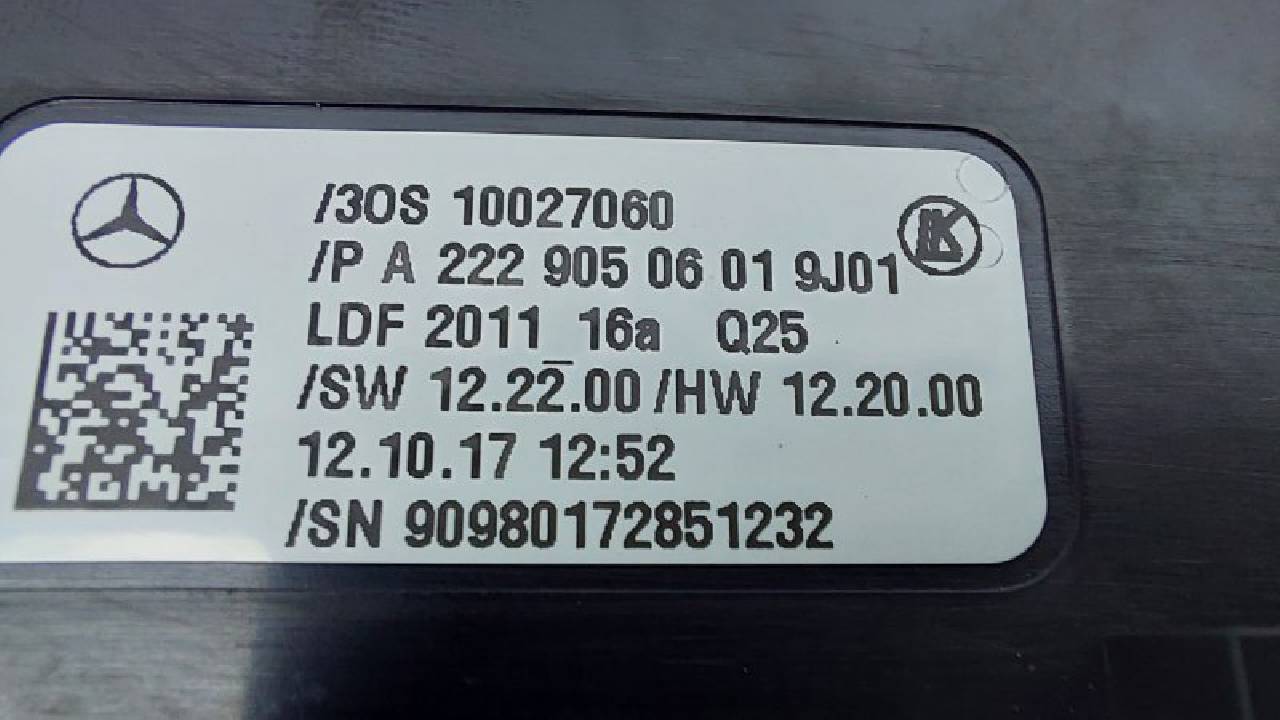 /3OS 10027060
/P A 222 905 06 01 9J01
LDF 2011_16a Q25
/SW 12.22.00 /HW 12.20.00
12.10.17 12:52
/SN 90980172851232